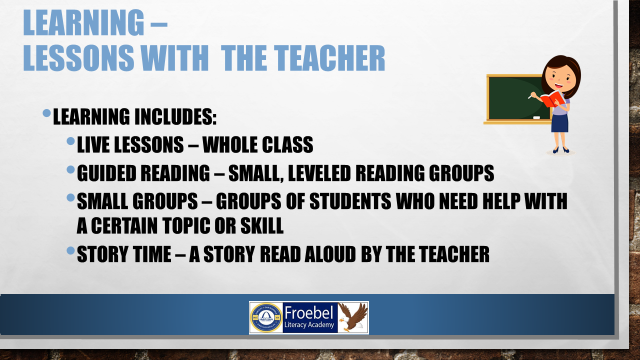 LEARNING –
LESSONS WITH THE TEACHER
LEARNING INCLUDES:
LIVE LESSONS – WHOLE CLASS
GUIDED READING – SMALL, LEVELED READING GROUPS
SMALL GROUPS – GROUPS OF STUDENTS WHO NEED HELP WITH
A CERTAIN TOPIC OR SKILL
STORY TIME – A STORY READ ALOUD BY THE TEACHER
Froebel
Literacy Academy